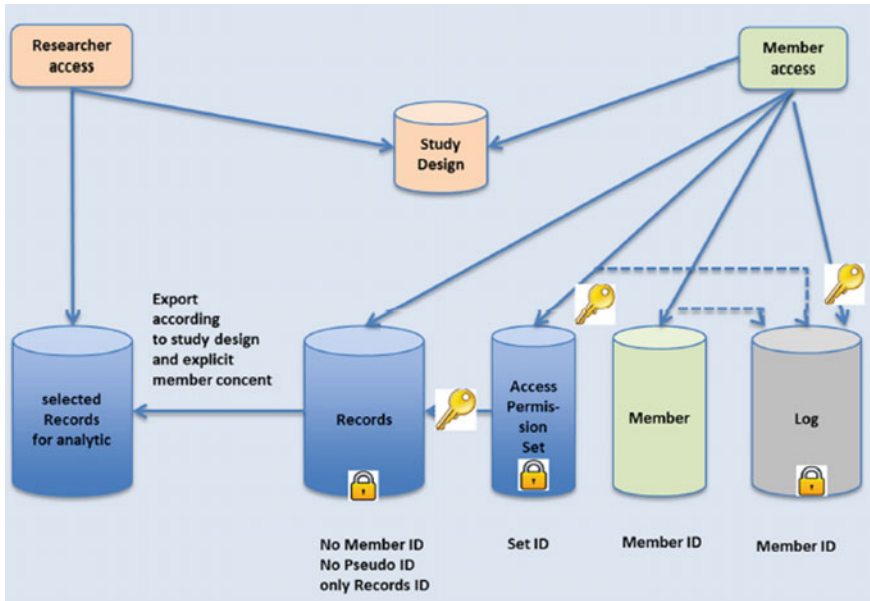 Researcher
access
Member
access
Study
Design
Export
according
to study design
and explicit
member concent
selected
Records
for analytic
Records
Access
Permis-
sion
Set
Member
Log
No Member ID
No Pseudo ID
only Records ID
Set ID
Member ID
Member ID